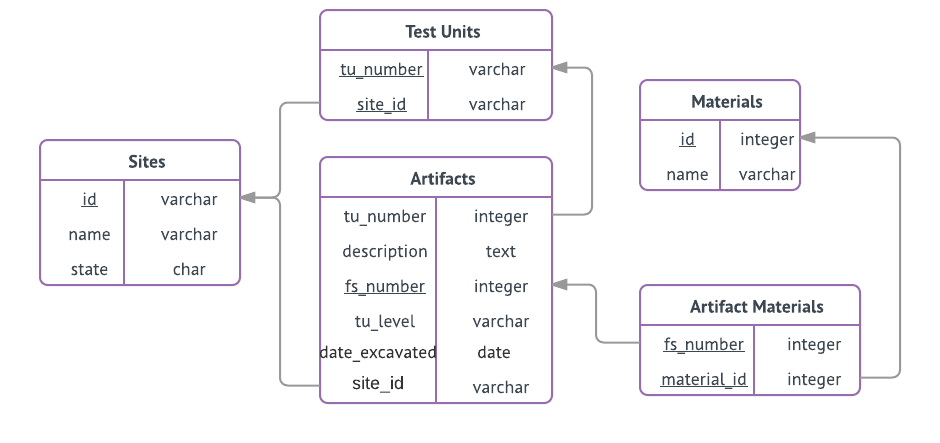 Test Units
tu_number varchar
site_id varchar
Materials
id integer
name varchar
Sites
id varchar
name varchar
state char
Artifacts
tu_number integer
description text
fs_number integer
tu_level varchar
date_excavated date
site_id varchar
Artifact Materials
fs_number integer
material_id integer